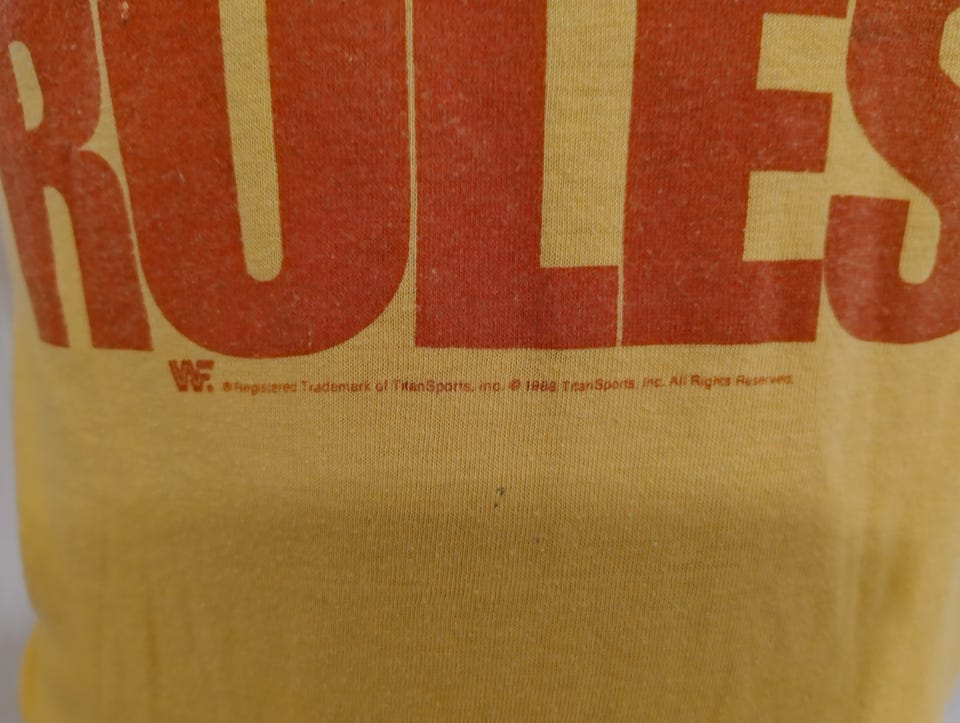 RULES
WF. ® Registered Trademark of TitanSports, Inc. © 1988 TitanSports, Inc. All Rights Reserved.